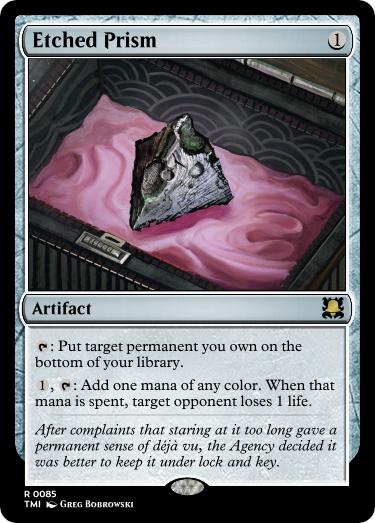 Etched Prism 1
Artifact
: Put target permanent you own on the
bottom of your library.
1, : Add one mana of any color. When that
mana is spent, target opponent loses 1 life.
After complaints that staring at it too long gave a
permanent sense of déjà vu, the Agency decided it
was better to keep it under lock and key.
R 0085
TMI Greg Bobrowski